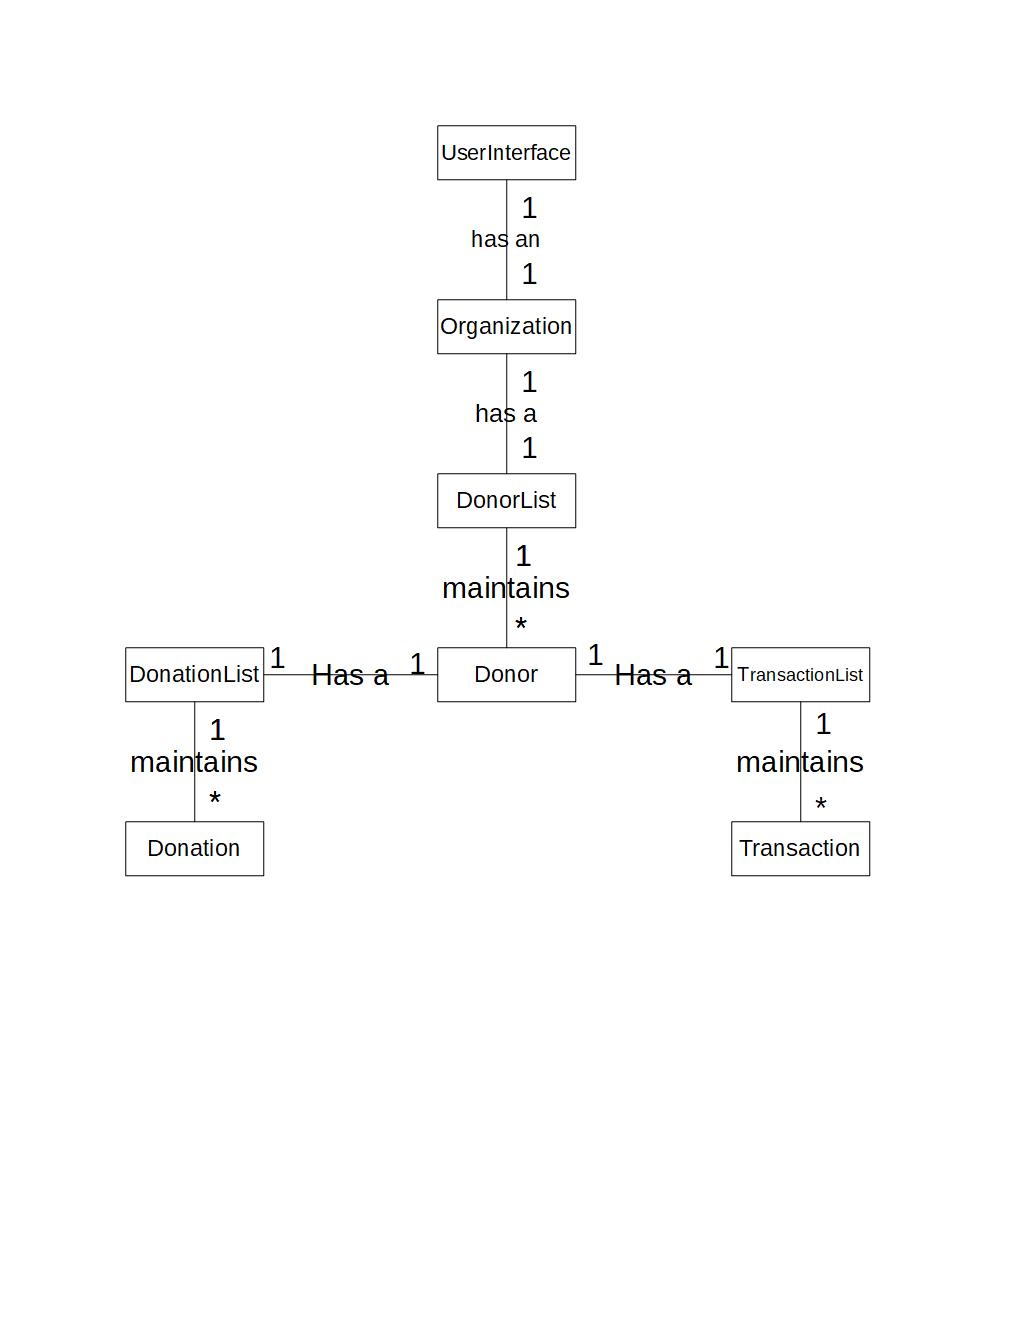 UserInterface
1
has an
1
Organization
1
has a
1
DonorList
1
maintains
*
DonationList 1 Has a 1 Donor 1 Has a 1 TransactionList
1 1
maintains maintains
* *
Donation Transaction